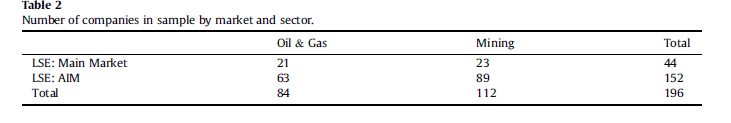 Table 2
Number of companies in sample by market and sector.
Oil & Gas Mining Total
LSE: Main Market 21 23 44
LSE: AIM 63 89 152
Total 84 112 196